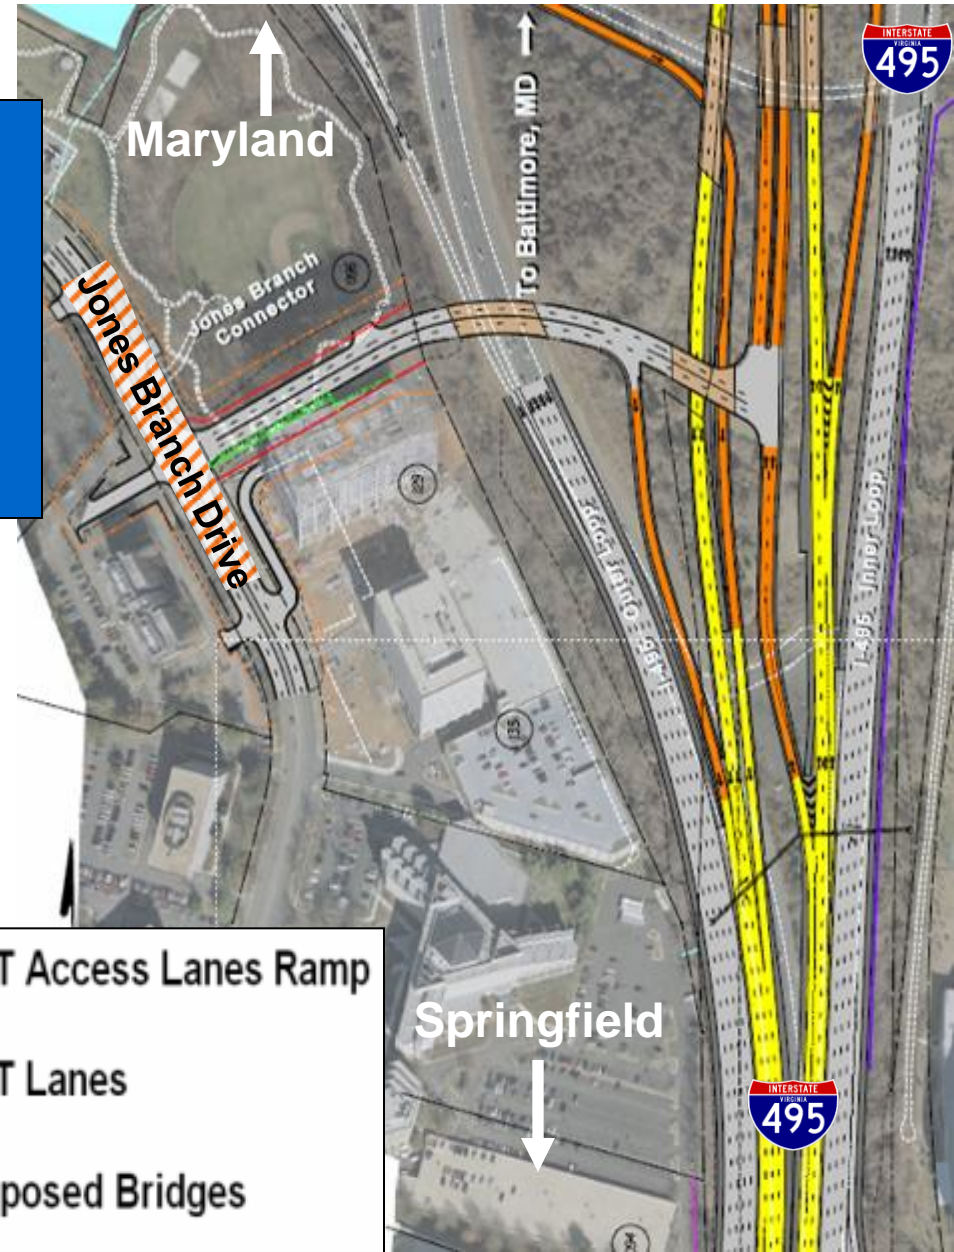 INTERSTATE
VIRGINIA
495
Maryland
To Baltimore, MD
Jones Branch
Connector
Jones Branch Drive
I-495 Outer Loop
I-495 Inner Loop
T Access Lanes Ramp
T Lanes
posed Bridges
Springfield
INTERSTATE
VIRGINIA
495